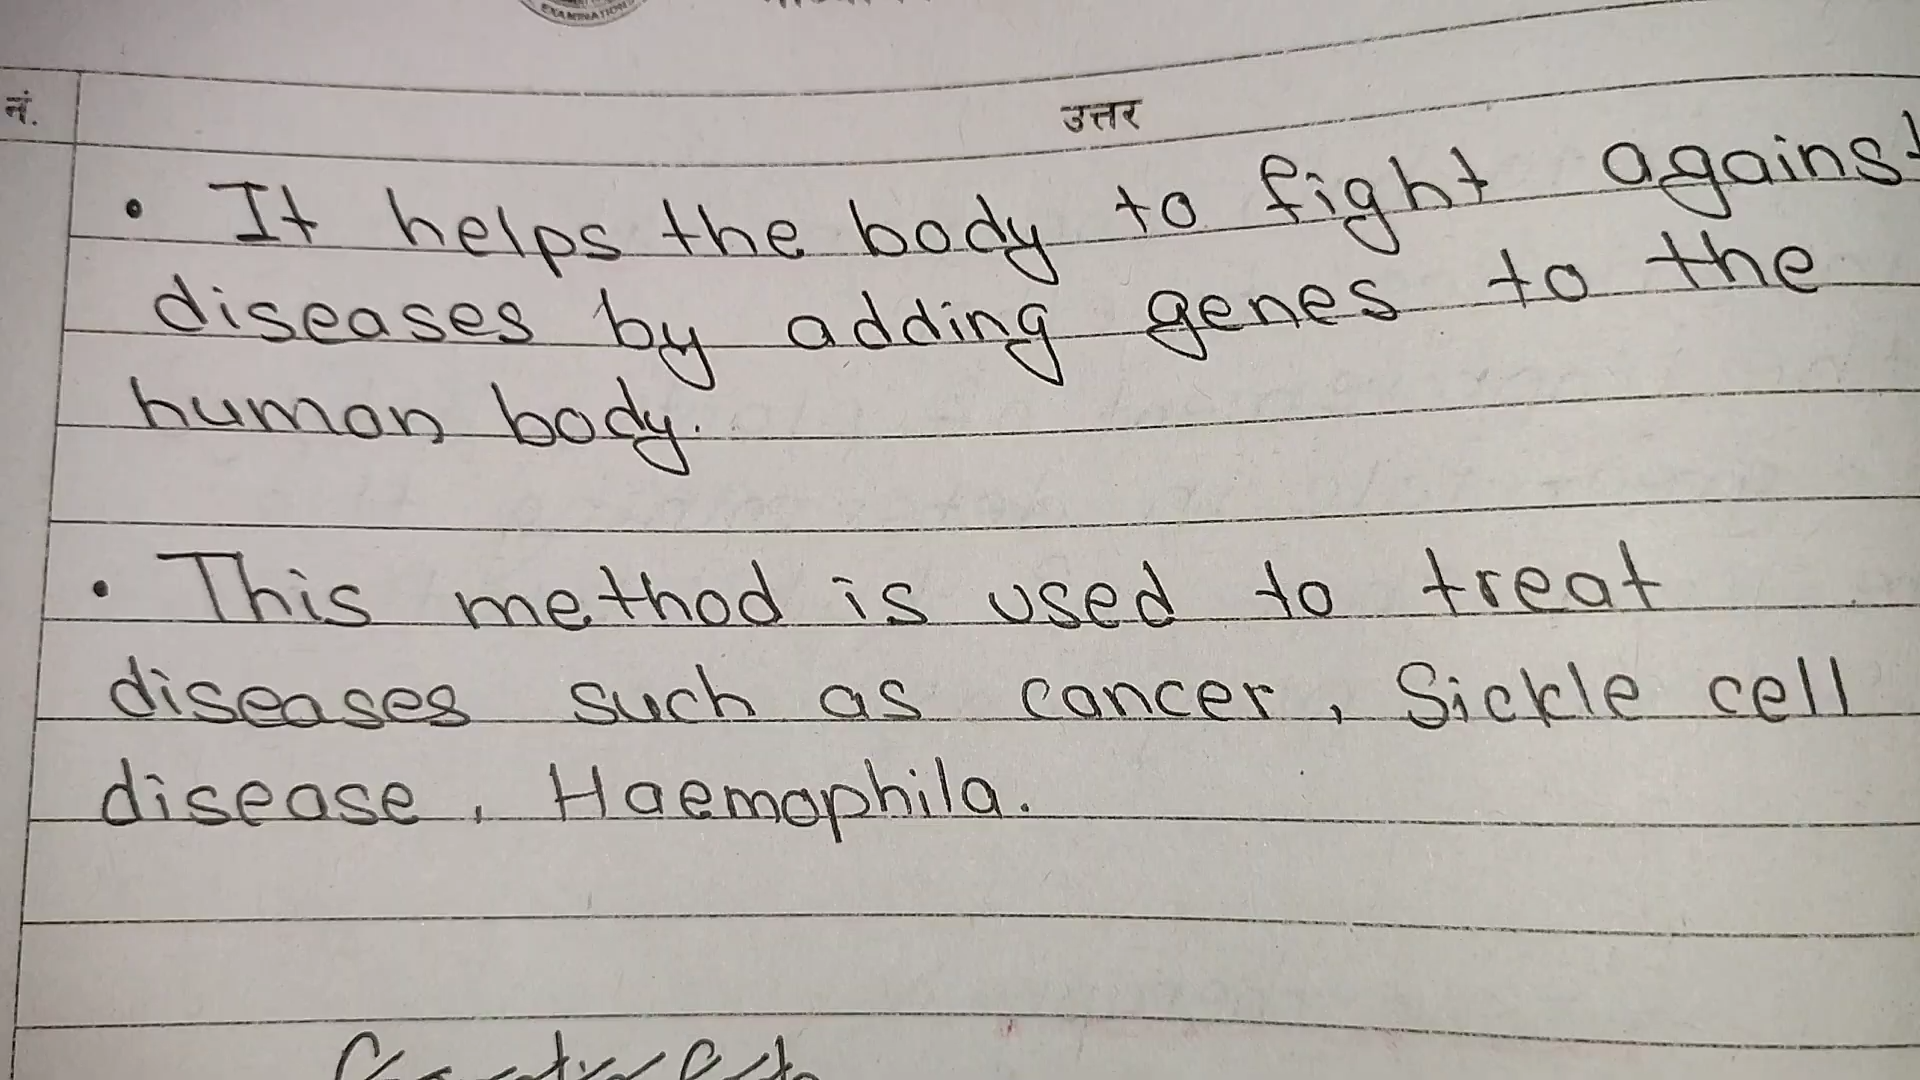 EXAMINATION
नं.
उत्तर
• It helps the body to fight against
diseases by adding genes to the
human body.
• This method is used to treat
diseases such as cancer, Sickle cell
disease, Haemophila.